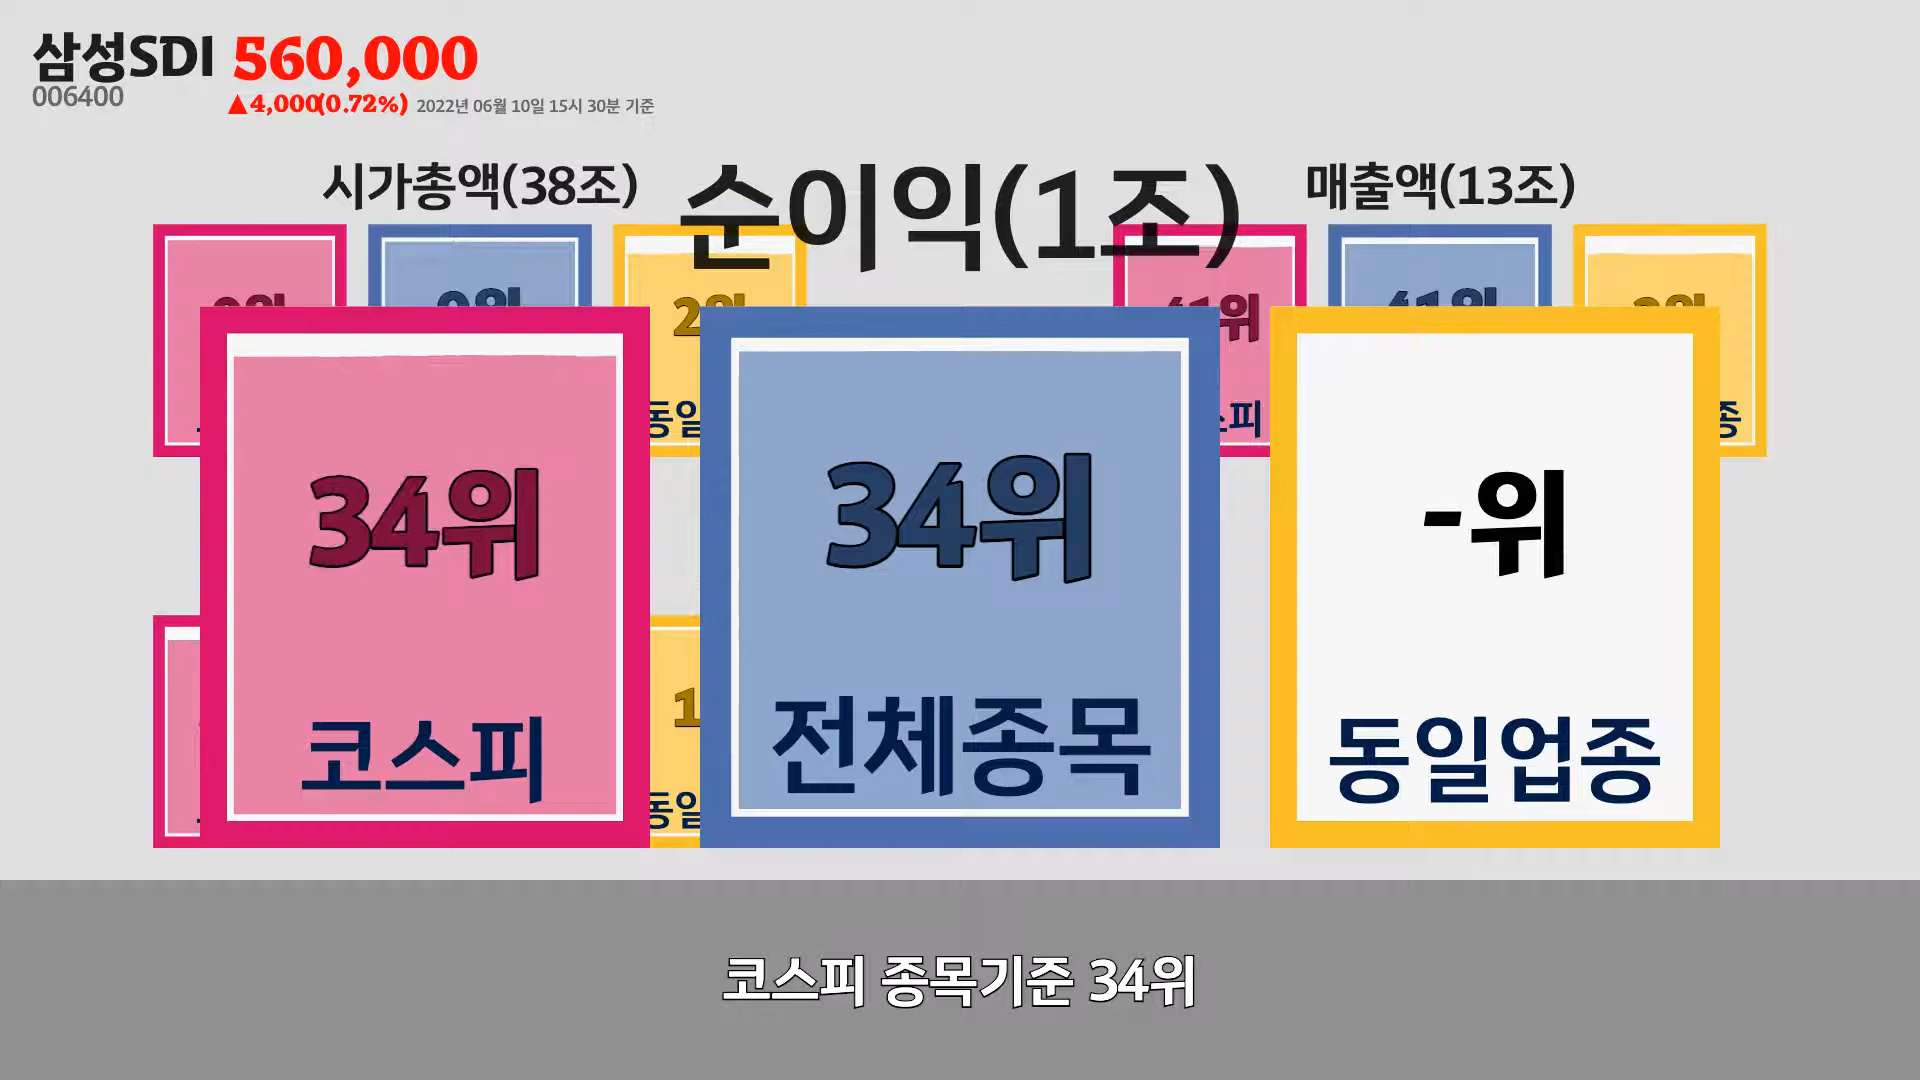 삼성SDI 560,000
006400
▲4,000(0.72%) 2022년 06월 10일 15시 30분 기준
시가총액(38조)
순이익(1조)
매출액(13조)
34위
코스피
34위
전체종목
-위
동일업종
코스피 종목기준 34위